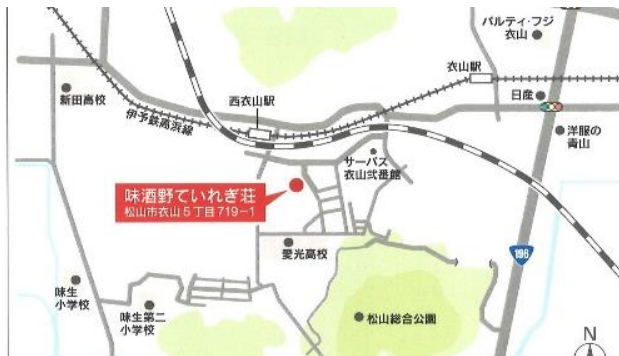 パルティ・フジ
衣山
衣山駅
日産
新田高校
西衣山駅
伊予鉄高浜線
洋服の
青山
サーパス
衣山弐番館
味酒野ていれぎ荘
松山市衣山5丁目719-1
愛光高校
196
味生
小学校
味生第二
小学校
松山総合公園
N